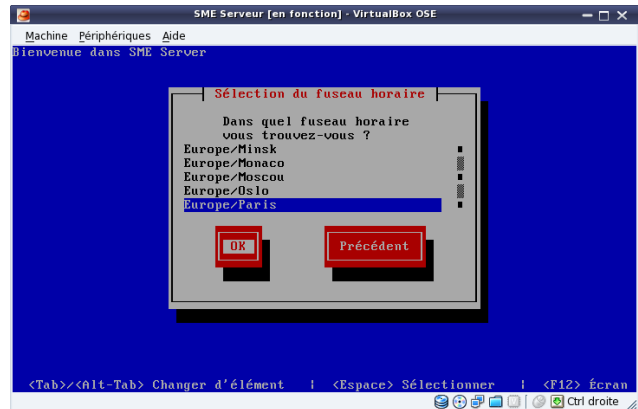 SME Serveur [en fonction] - VirtualBox OSE
Machine Périphériques Aide
Bienvenue dans SME Server
Sélection du fuseau horaire
Dans quel fuseau horaire
vous trouvez-vous ?
Europe/Minsk
Europe/Monaco
Europe/Moscou
Europe/Oslo
Europe/Paris
OK Précédent
<Tab>/<Alt-Tab> Changer d'élément | <Espace> Sélectionner | <F12> Écran
Ctrl droite